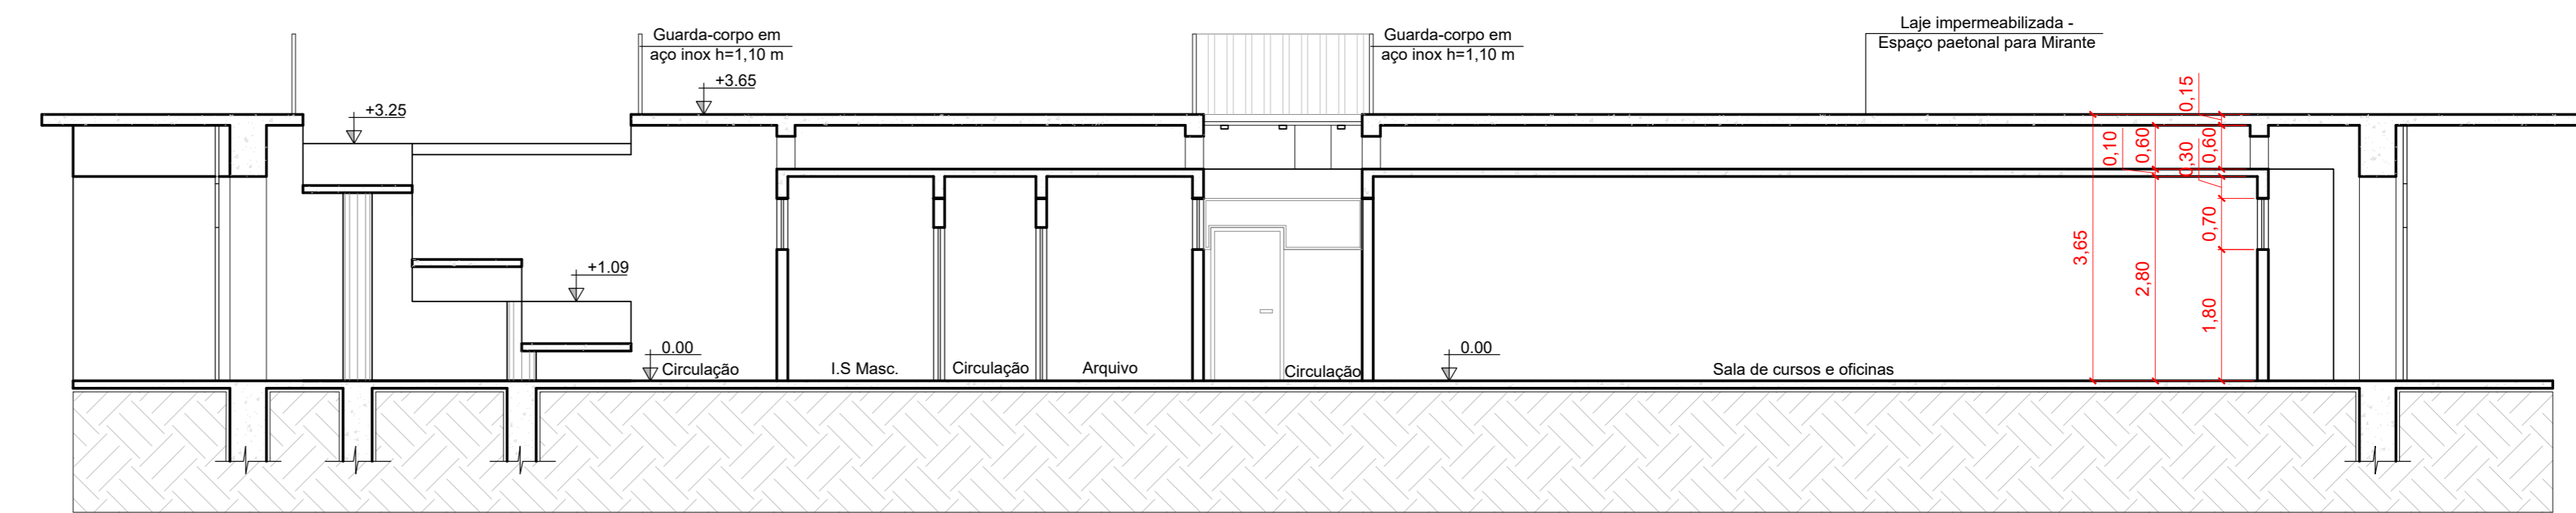 Laje impermeabilizada -
Espaço paetonal para Mirante
Guarda-corpo em
aço inox h=1,10 m
Guarda-corpo em
aço inox h=1,10 m
+3.65
+3.25
0,15
0,10
0,60
0,30
0,60
0,70
3,65
2,80
1,80
+1.09
0.00
Circulação
I.S Masc.
Circulação
Arquivo
Circulação
0.00
Sala de cursos e oficinas